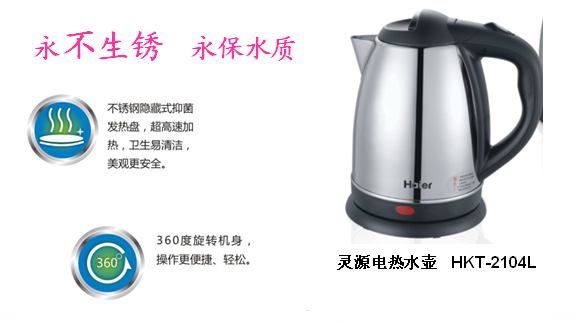 永不生锈 永保水质
不锈钢隐藏式抑菌
发热盘，超高速加
热，卫生易清洁，
美观更安全。
Haier
360°
360度旋转机身，
操作更便捷、轻松。
灵源电热水壶 HKT-2104L